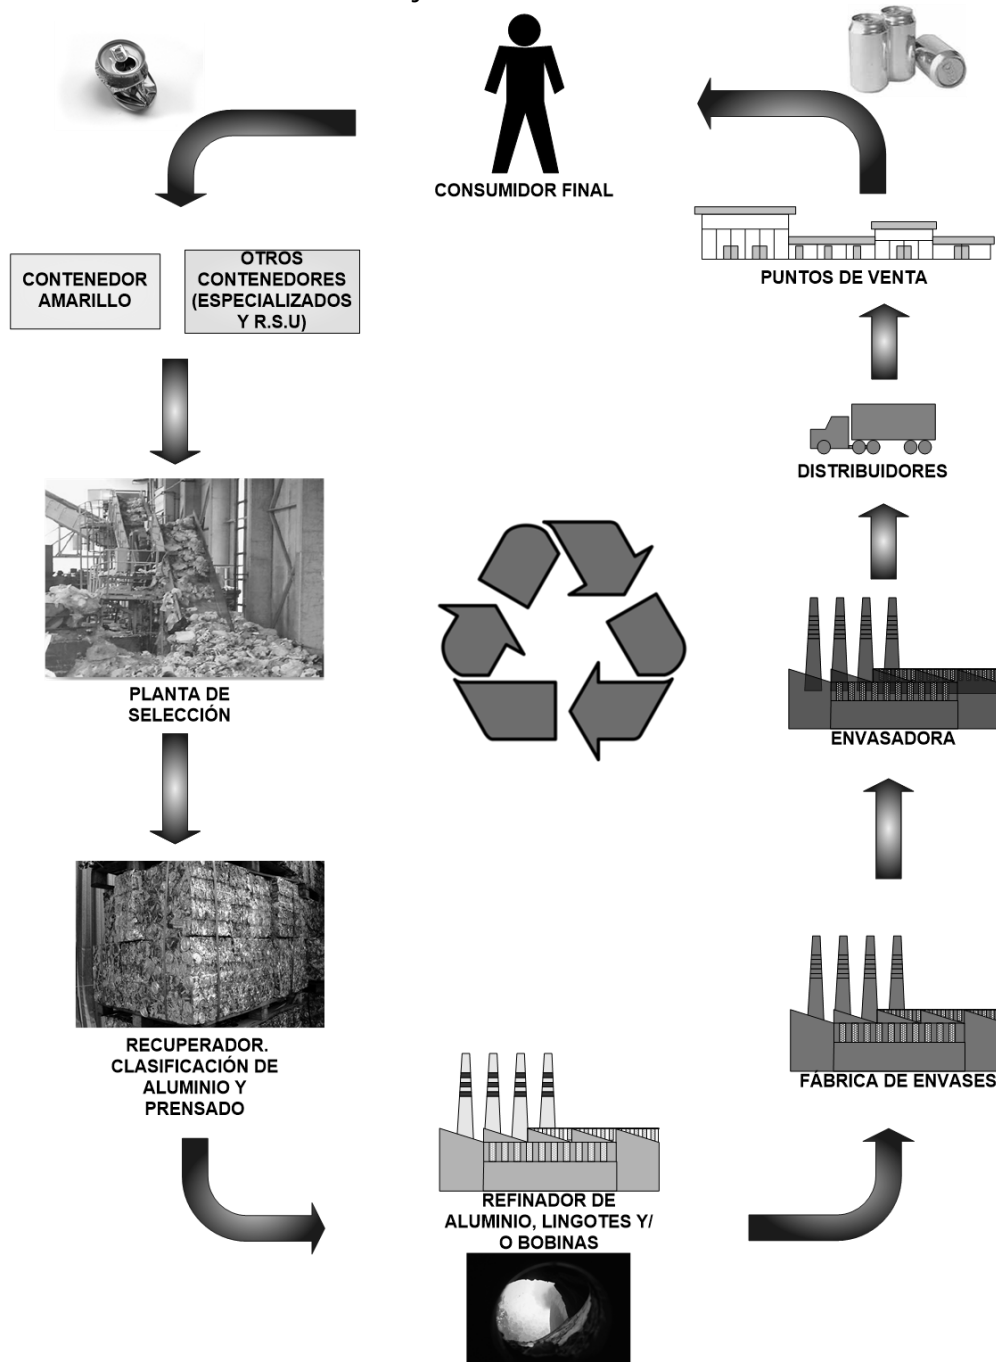 CONSUMIDOR FINAL
CONTENEDOR
AMARILLO
OTROS
CONTENEDORES
(ESPECIALIZADOS
Y R.S.U)
PUNTOS DE VENTA
DISTRIBUIDORES
PLANTA DE
SELECCIÓN
ENVASADORA
RECUPERADOR.
CLASIFICACIÓN DE
ALUMINIO Y
PRENSADO
FÁBRICA DE ENVASES
REFINADOR DE
ALUMINIO, LINGOTES Y/
O BOBINAS